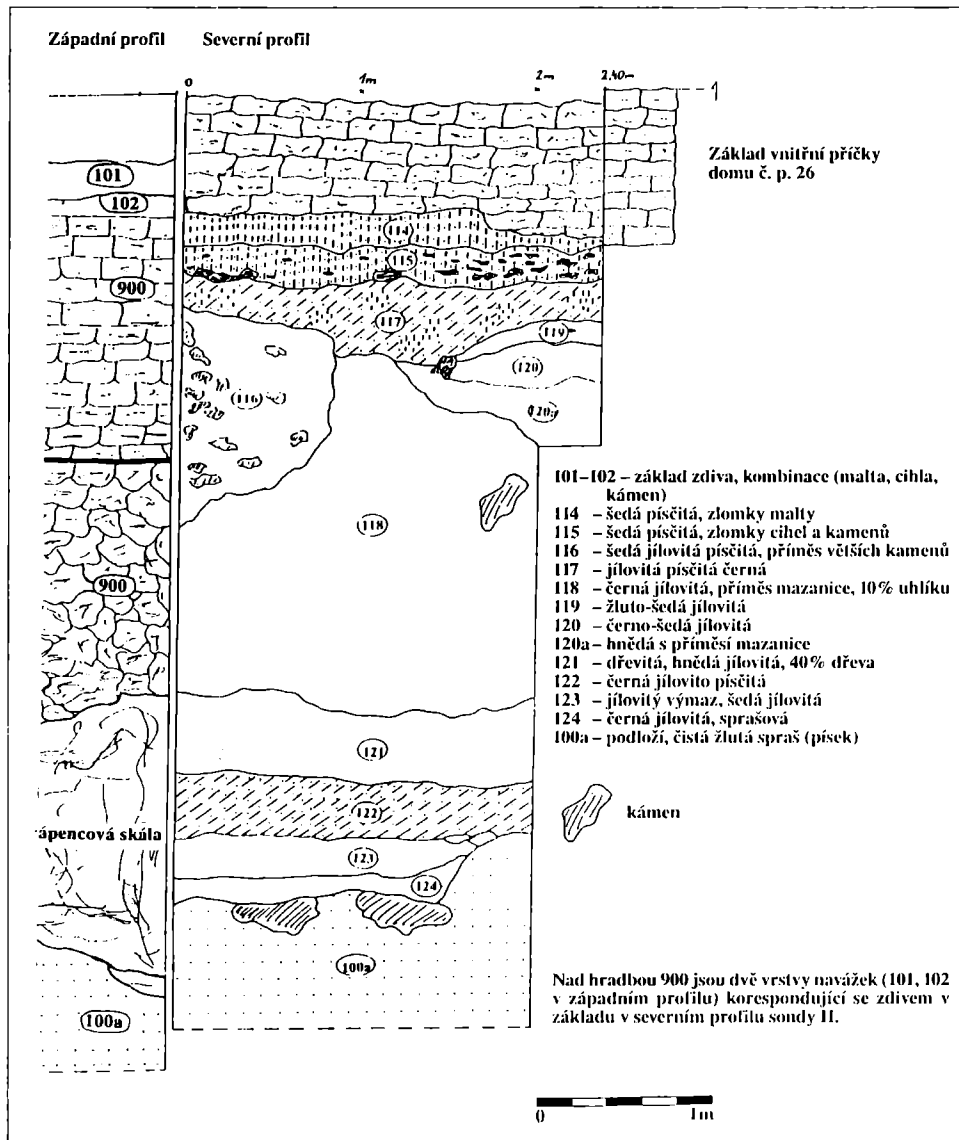 Západní profil Severní profil
0 1m 2m 2,40m
1
Základ vnitřní příčky
domu č. p. 26
101
102
114
115
900
117
119
120
116
120a
118
900
101–102 – základ zdiva, kombinace (malta, cihla,
kámen)
114 – šedá písčitá, zlomky malty
115 – šedá písčitá, zlomky cihel a kamenů
116 – šedá jílovitá písčitá, příměs větších kamenů
117 – jílovitá písčitá černá
118 – černá jílovitá, příměs mazanice, 10% uhlíku
119 – žluto-šedá jílovitá
120 – černo-šedá jílovitá
120a – hnědá s příměsí mazanice
121 – dřevitá, hnědá jílovitá, 40% dřeva
122 – černá jílovito písčitá
123 – jílovitý výmaz, šedá jílovitá
124 – černá jílovitá, sprašová
100a – podloží, čistá žlutá spraš (písek)
121
122
kámen
ápencová skála
123
124
100a
100a
Nad hradbou 900 jsou dvě vrstvy navážek (101, 102
v západním profilu) korespondující se zdivem v
základu v severním profilu sondy II.
0 1m